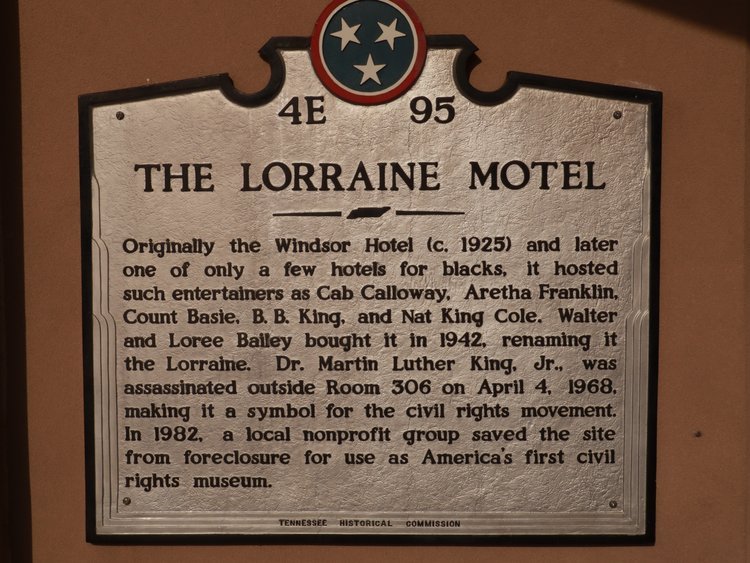 4E 95
THE LORRAINE MOTEL
Originally the Windsor Hotel (c. 1925) and later
one of only a few hotels for blacks, it hosted
such entertainers as Cab Calloway, Aretha Franklin,
Count Basie, B. B. King, and Nat King Cole. Walter
and Loree Bailey bought it in 1942, renaming it
the Lorraine. Dr. Martin Luther King, Jr., was
assassinated outside Room 306 on April 4, 1968,
making it a symbol for the civil rights movement.
In 1982, a local nonprofit group saved the site
from foreclosure for use as America's first civil
rights museum.
TENNESSEE HISTORICAL COMMISSION